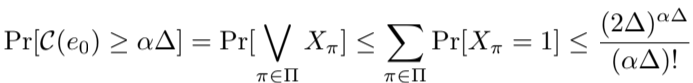 Pr[𝒞(e₀) ≥ αΔ] = Pr[⋁_{π∈Π} X_π] ≤ ∑_{π∈Π} Pr[X_π = 1] ≤ (2Δ)^{αΔ} / (αΔ)!